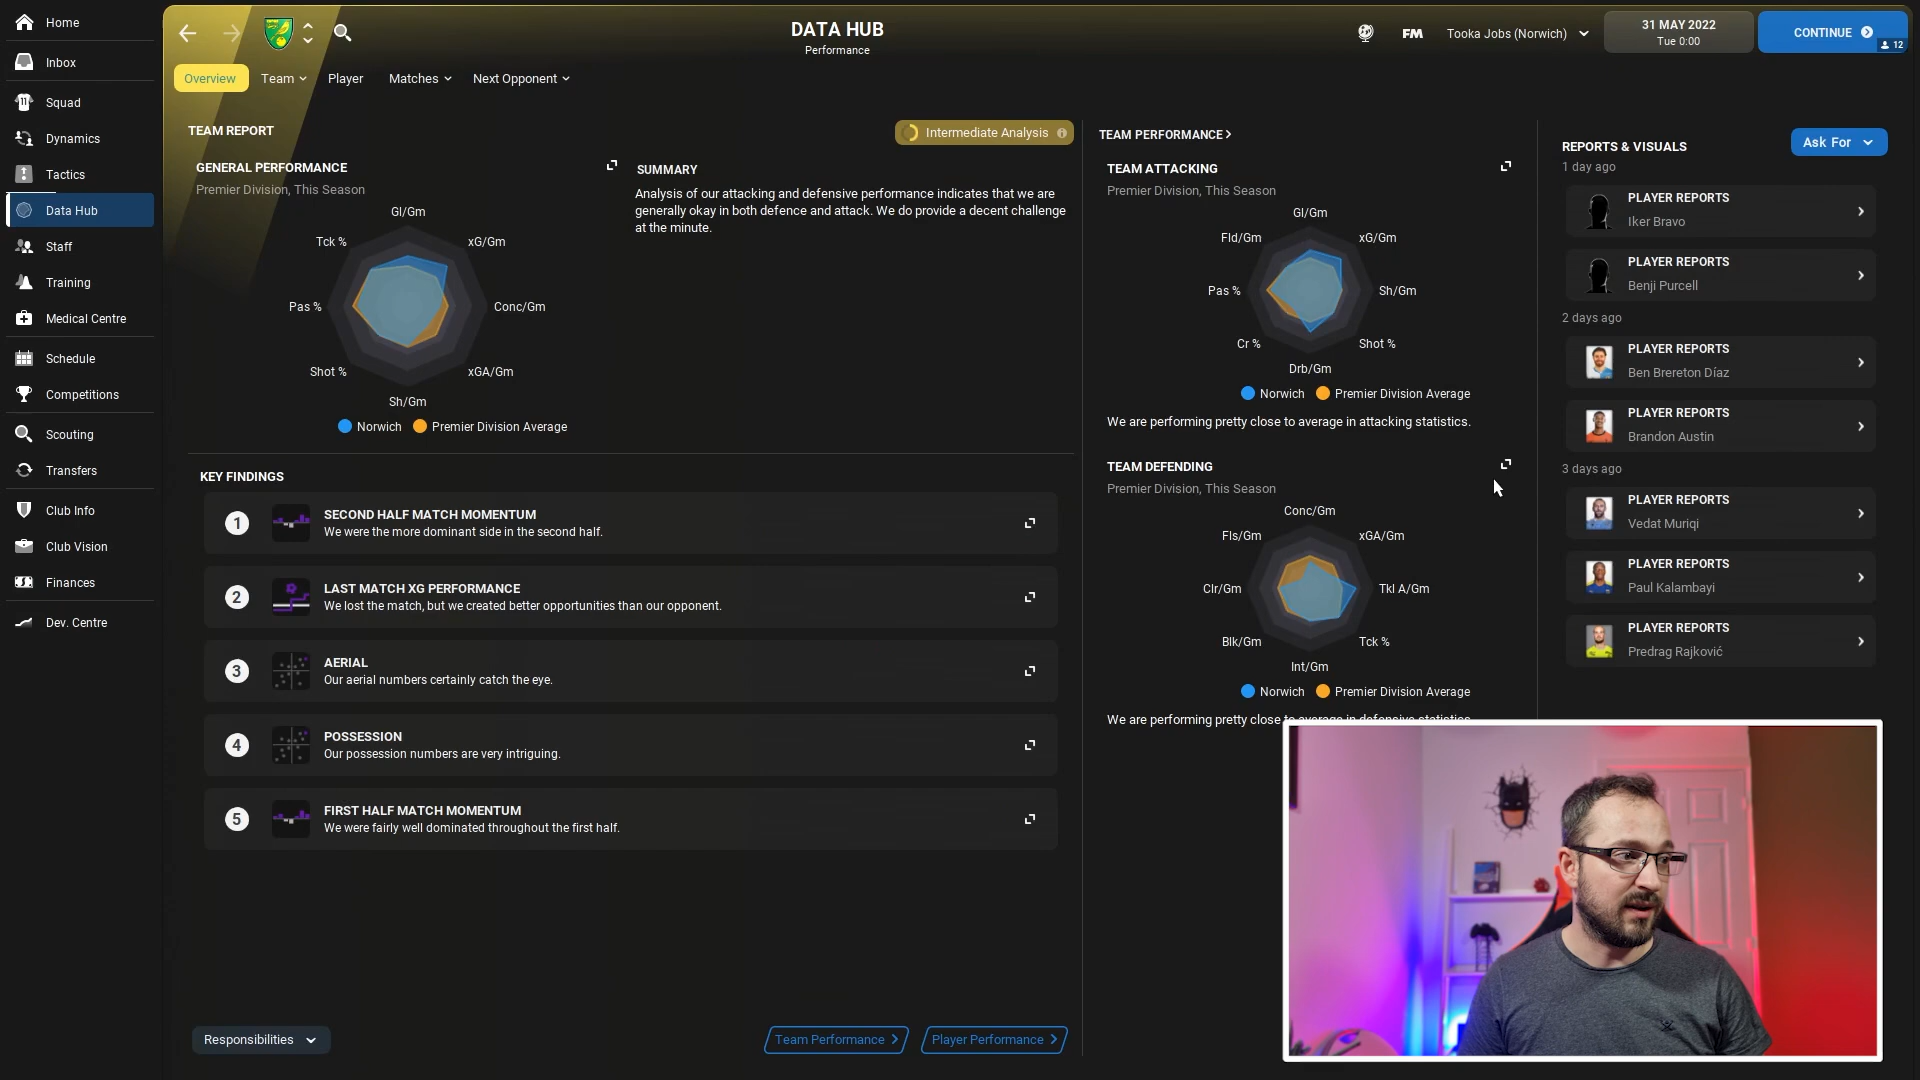 Home
Inbox
Squad
Dynamics
Tactics
Data Hub
Staff
Training
Medical Centre
Schedule
Competitions
Scouting
Transfers
Club Info
Club Vision
Finances
Dev. Centre
DATA HUB
Performance
FM
Tooka Jobs (Norwich)
31 MAY 2022
Tue 0:00
CONTINUE
12
Overview
Team
Player
Matches
Next Opponent
TEAM REPORT
Intermediate Analysis
GENERAL PERFORMANCE
Premier Division, This Season
Gl/Gm
Tck %
xG/Gm
Pas %
Conc/Gm
Shot %
xGA/Gm
Sh/Gm
Norwich
Premier Division Average
SUMMARY
Analysis of our attacking and defensive performance indicates that we are
generally okay in both defence and attack. We do provide a decent challenge
at the minute.
KEY FINDINGS
1
SECOND HALF MATCH MOMENTUM
We were the more dominant side in the second half.
2
LAST MATCH XG PERFORMANCE
We lost the match, but we created better opportunities than our opponent.
3
AERIAL
Our aerial numbers certainly catch the eye.
4
POSSESSION
Our possession numbers are very intriguing.
5
FIRST HALF MATCH MOMENTUM
We were fairly well dominated throughout the first half.
Responsibilities
Team Performance
Player Performance
TEAM PERFORMANCE
TEAM ATTACKING
Premier Division, This Season
Gl/Gm
Fld/Gm
xG/Gm
Pas %
Sh/Gm
Cr %
Shot %
Drb/Gm
Norwich
Premier Division Average
We are performing pretty close to average in attacking statistics.
TEAM DEFENDING
Premier Division, This Season
Conc/Gm
Fls/Gm
xGA/Gm
Clr/Gm
Tkl A/Gm
Blk/Gm
Tck %
Int/Gm
Norwich
Premier Division Average
We are performing pretty close to average in defensive statistics.
REPORTS & VISUALS
Ask For
1 day ago
PLAYER REPORTS
Iker Bravo
PLAYER REPORTS
Benji Purcell
2 days ago
PLAYER REPORTS
Ben Brereton Díaz
PLAYER REPORTS
Brandon Austin
3 days ago
PLAYER REPORTS
Vedat Muriqi
PLAYER REPORTS
Paul Kalambayi
PLAYER REPORTS
Predrag Rajković